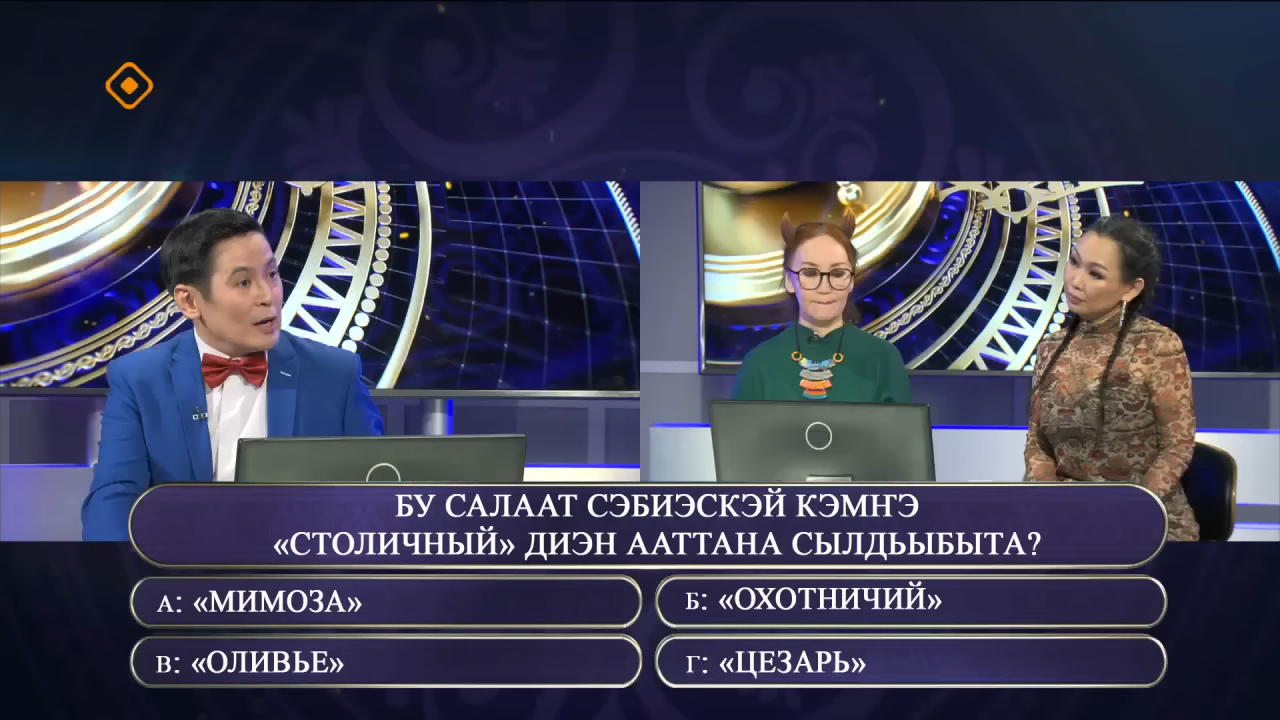 БУ САЛААТ СЭБИЭСКЭЙ КЭМҤЭ
«СТОЛИЧНЫЙ» ДИЭН ААТТАНА СЫЛДЬЫБЫТА?
А: «МИМОЗА»
Б: «ОХОТНИЧИЙ»
В: «ОЛИВЬЕ»
Г: «ЦЕЗАРЬ»